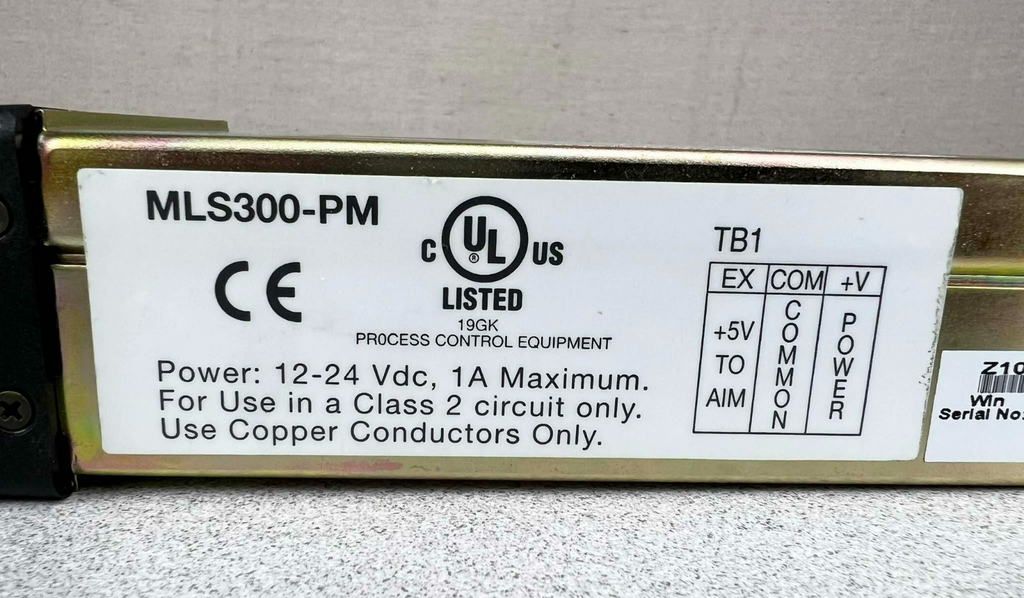 MLS300-PM
CE
C UL ® US
LISTED
19GK
PROCESS CONTROL EQUIPMENT
Power: 12-24 Vdc, 1A Maximum.
For Use in a Class 2 circuit only.
Use Copper Conductors Only.
TB1
EX COM +V
+5V TO AIM
COMMON
POWER
Z10
Win
Serial No: